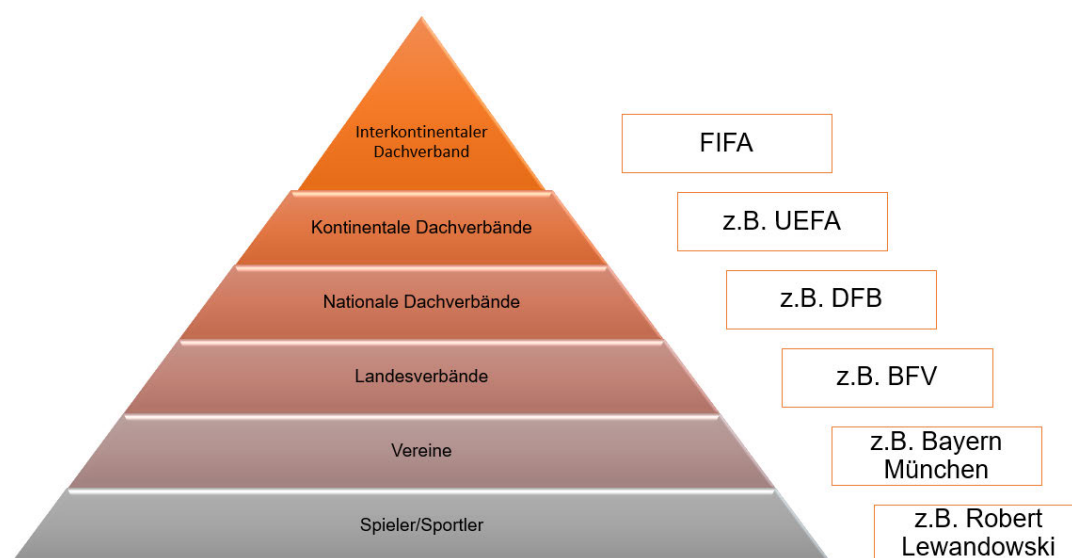 Interkontinentaler
Dachverband
FIFA
Kontinentale Dachverbände
z.B. UEFA
Nationale Dachverbände
z.B. DFB
Landesverbände
z.B. BFV
Vereine
z.B. Bayern
München
Spieler/Sportler
z.B. Robert
Lewandowski